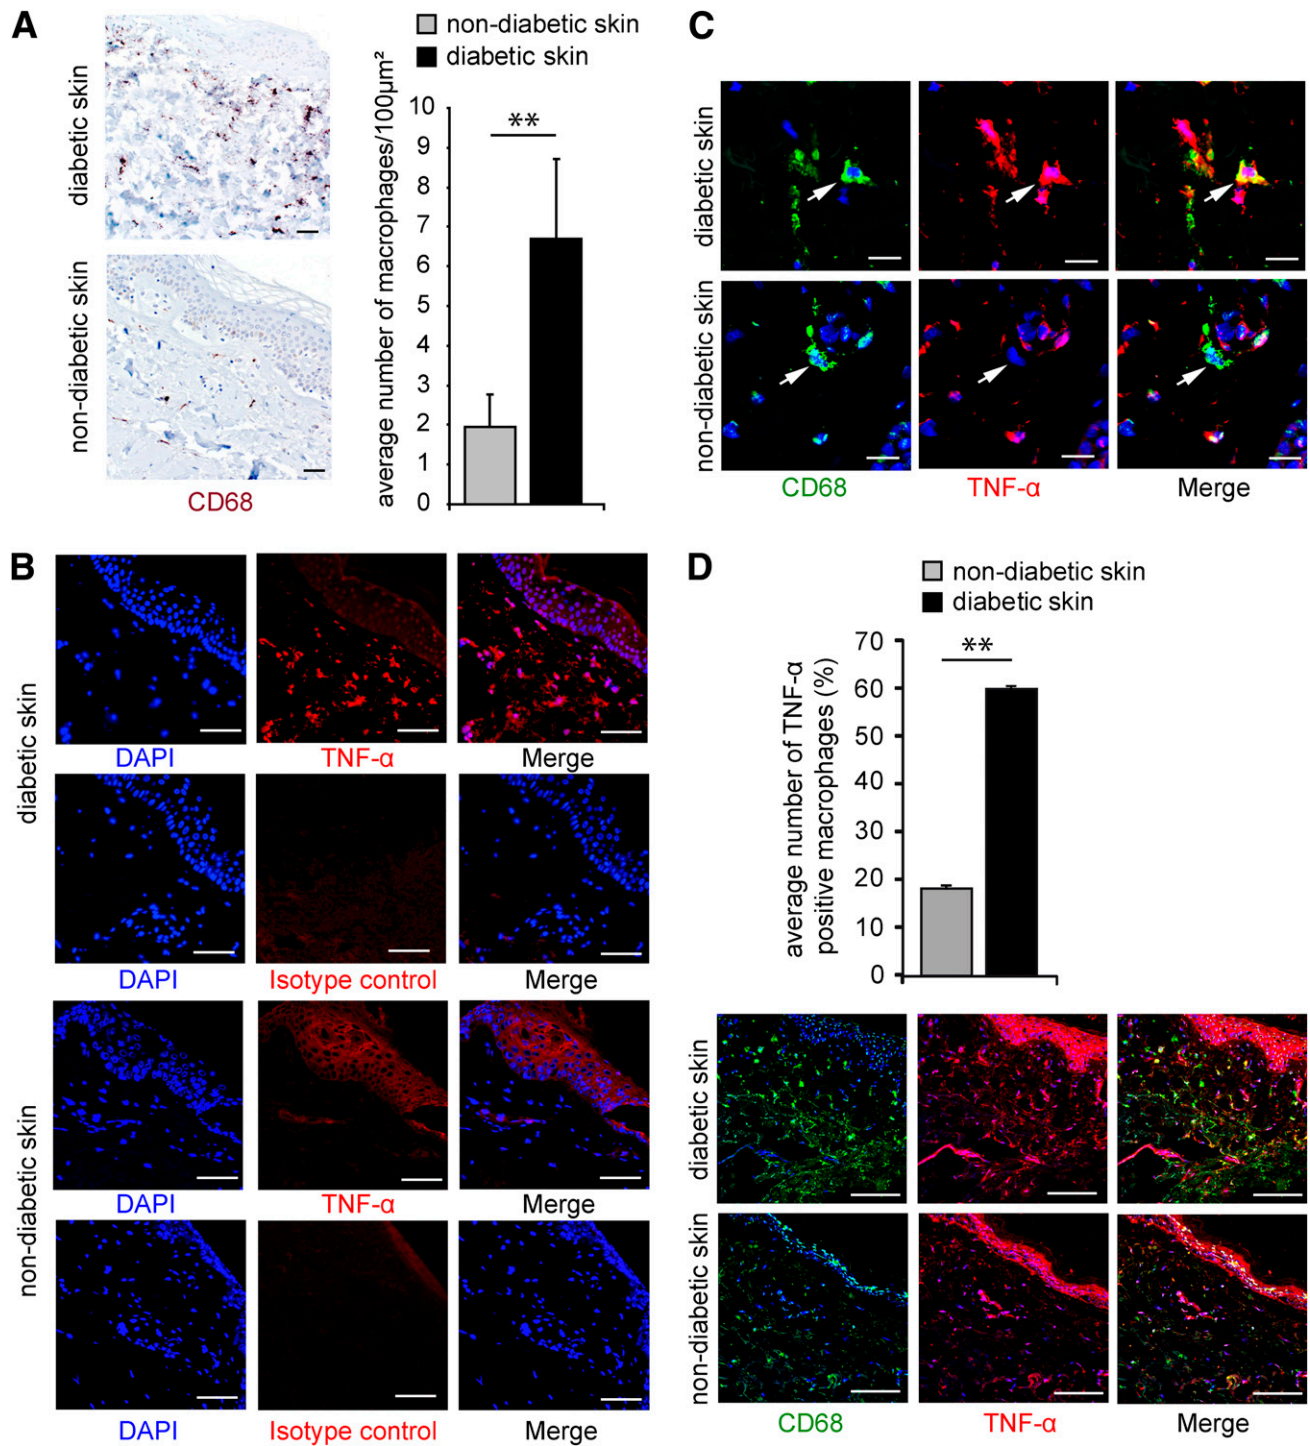 A
diabetic skin
non-diabetic skin
CD68
non-diabetic skin
diabetic skin
average number of macrophages/100µm²
10
9
8
7
6
5
4
3
2
1
0
**
B
diabetic skin
DAPI
TNF-α
Merge
DAPI
Isotype control
Merge
non-diabetic skin
DAPI
TNF-α
Merge
DAPI
Isotype control
Merge
C
diabetic skin
non-diabetic skin
CD68
TNF-α
Merge
D
non-diabetic skin
diabetic skin
average number of TNF-α
positive macrophages (%)
70
60
50
40
30
20
10
0
**
diabetic skin
non-diabetic skin
CD68
TNF-α
Merge